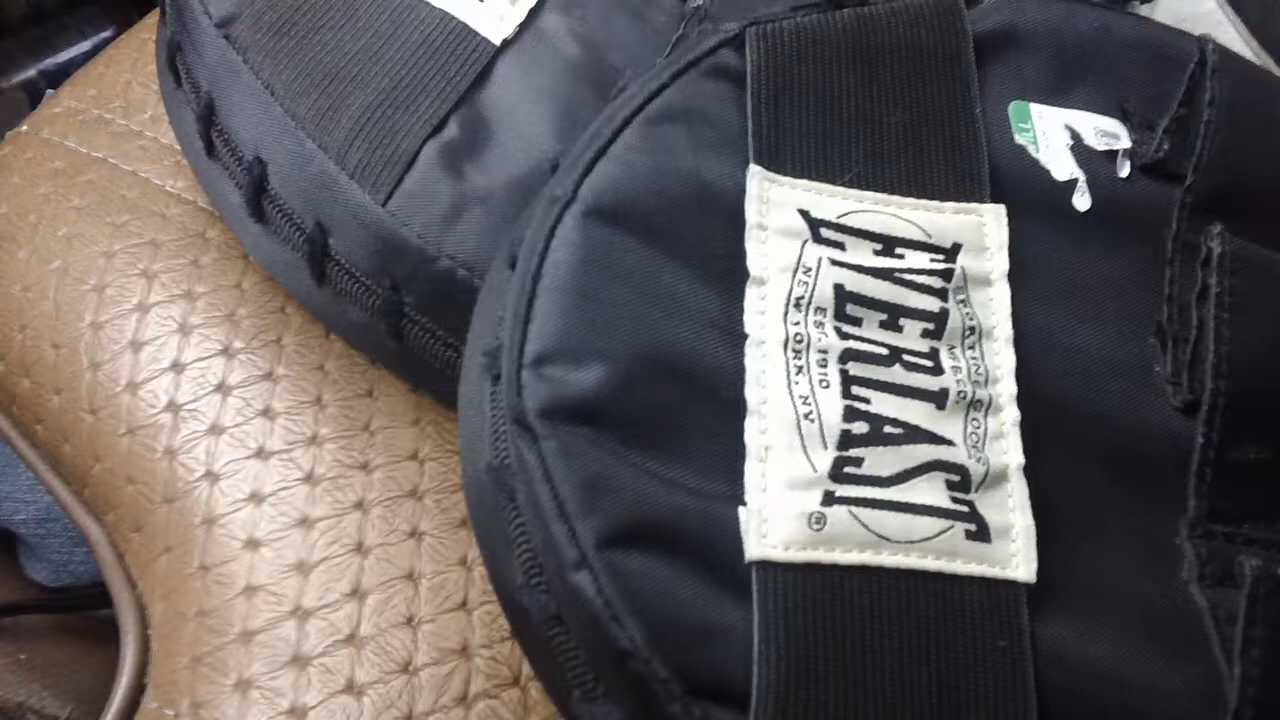 SPORTING GOODS
MFG. CO.
EVERLAST
EST. 1910
NEW YORK, NY
®